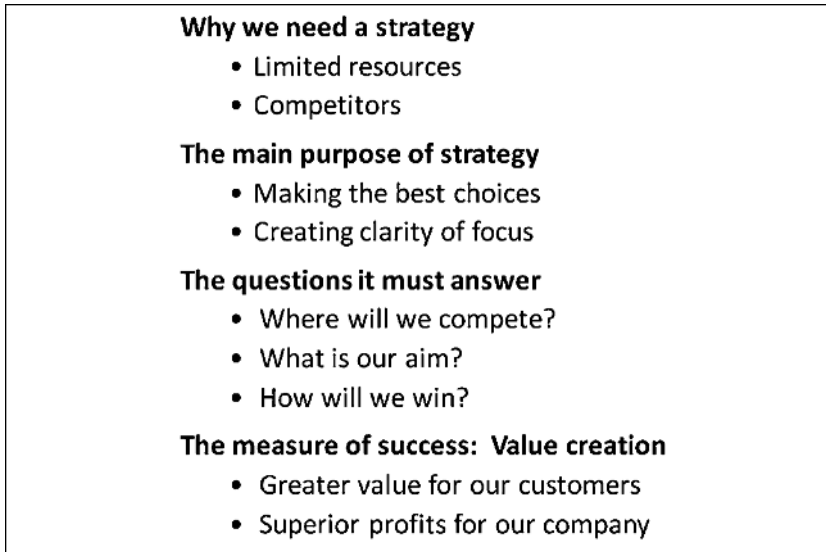 Why we need a strategy
• Limited resources
• Competitors
The main purpose of strategy
• Making the best choices
• Creating clarity of focus
The questions it must answer
• Where will we compete?
• What is our aim?
• How will we win?
The measure of success: Value creation
• Greater value for our customers
• Superior profits for our company